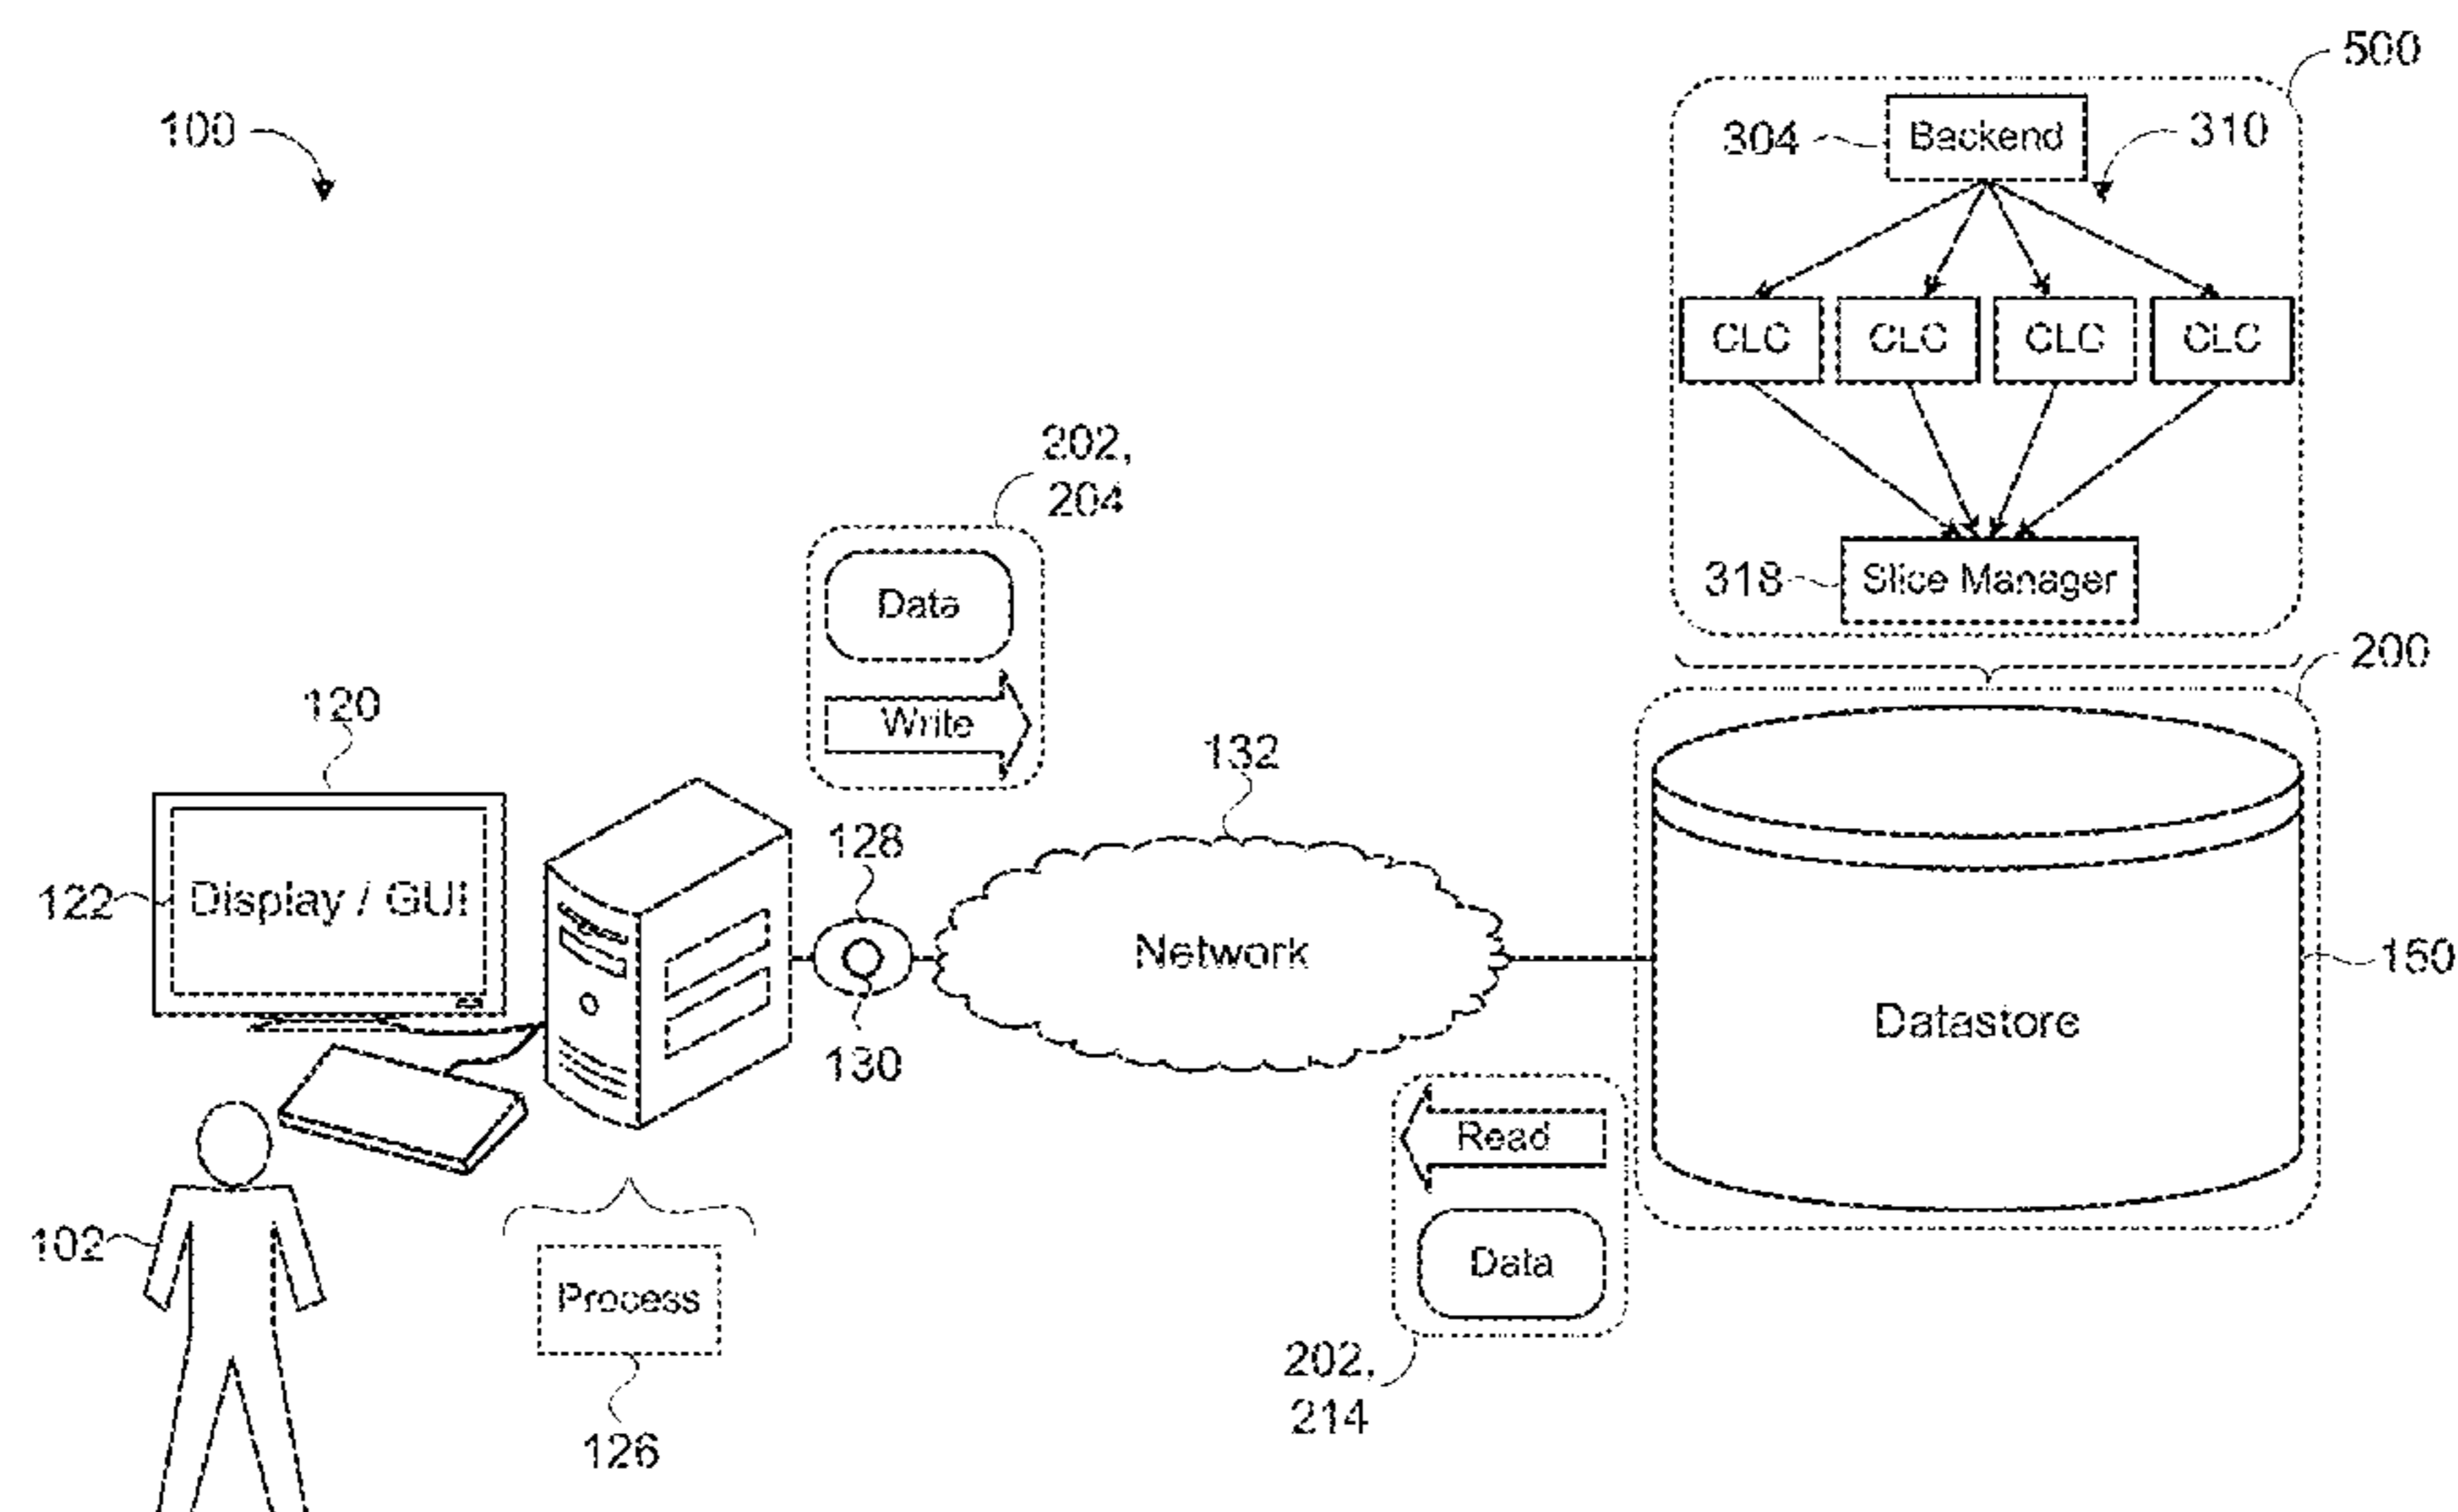 500
100
304
Backend
310
CLC
CLC
CLC
CLC
202,
204
318
Slice Manager
Data
Write
200
120
132
128
122
Display / GUI
Network
150
130
Datastore
Read
102
Data
Process
202,
214
126